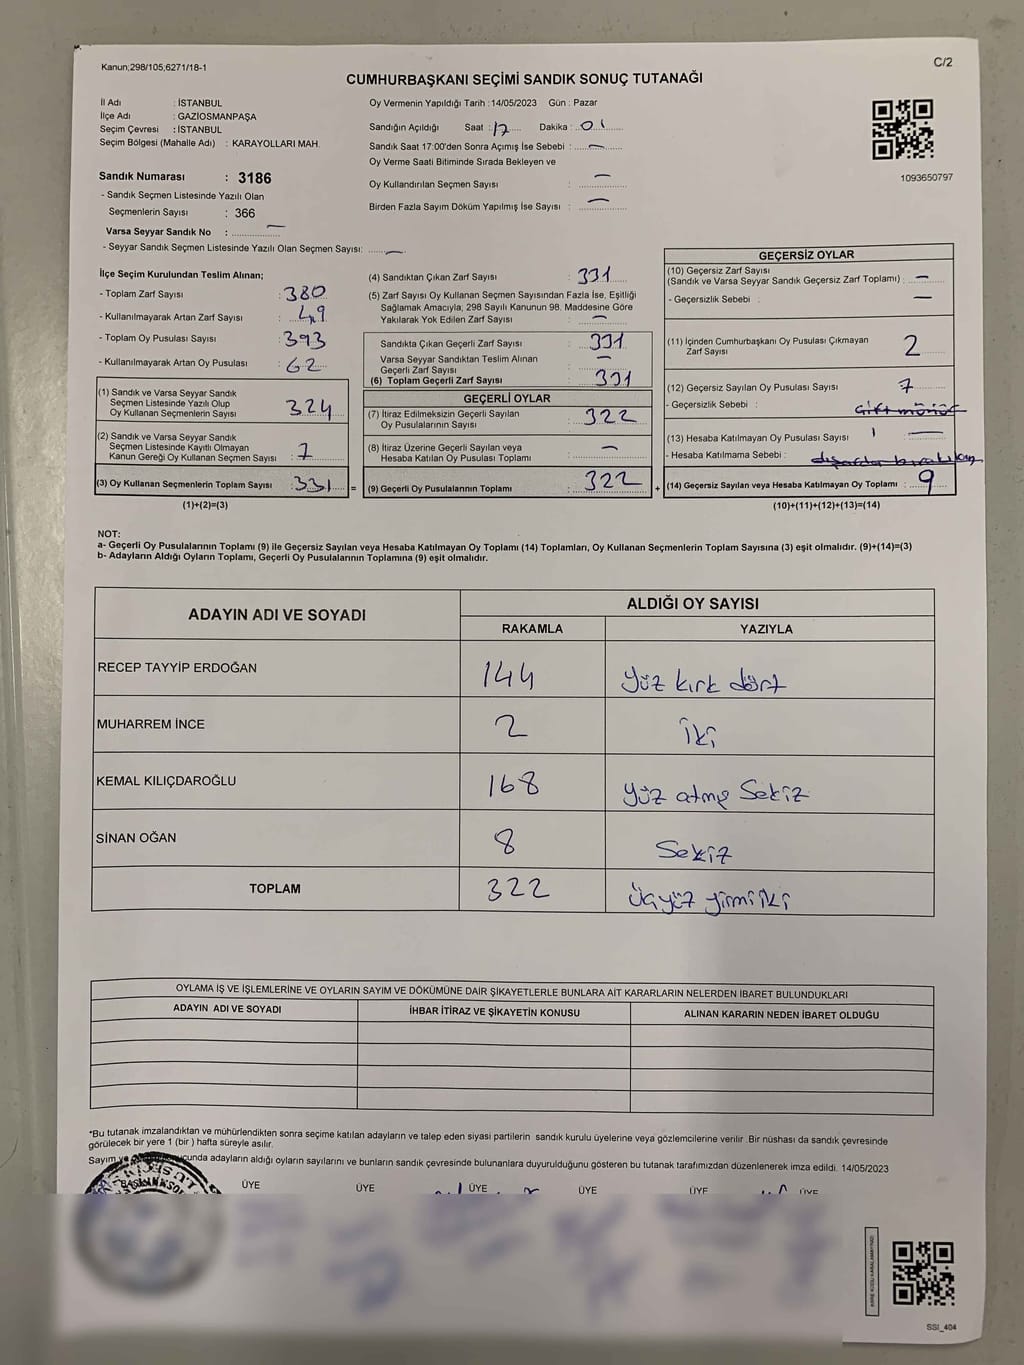 Kanun;298/105,6271/18-1
C/2
CUMHURBAŞKANI SEÇİMİ SANDIK SONUÇ TUTANAĞI
İl Adı : İSTANBUL
İlçe Adı : GAZİOSMANPAŞA
Seçim Çevresi : İSTANBUL
Seçim Bölgesi (Mahalle Adı) : KARAYOLLARI MAH.
Sandık Numarası : 3186
- Sandık Seçmen Listesinde Yazılı Olan
Seçmenlerin Sayısı : 366
Varsa Seyyar Sandık No : —
- Seyyar Sandık Seçmen Listesinde Yazılı Olan Seçmen Sayısı: —
Oy Vermenin Yapıldığı Tarih :14/05/2023 Gün : Pazar
Sandığın Açıldığı Saat : 17 Dakika : 01
Sandık Saat 17:00'den Sonra Açımış İse Sebebi : —
Oy Verme Saati Bitiminde Sırada Bekleyen ve
Oy Kullandırılan Seçmen Sayısı : —
Birden Fazla Sayım Döküm Yapılmış İse Sayısı : —
1093650797
İlçe Seçim Kurulundan Teslim Alınan;
- Toplam Zarf Sayısı : 380
- Kullanılmayarak Artan Zarf Sayısı : 49
- Toplam Oy Pusulası Sayısı : 393
- Kullanılmayarak Artan Oy Pusulası : 62
(1) Sandık ve Varsa Seyyar Sandık
Seçmen Listesinde Yazılı Olup
Oy Kullanan Seçmenlerin Sayısı : 324
(2) Sandık ve Varsa Seyyar Sandık
Seçmen Listesinde Kayıtlı Olmayan
Kanun Gereği Oy Kullanan Seçmen Sayısı : 7
(3) Oy Kullanan Seçmenlerin Toplam Sayısı : 331 =
(1)+(2)=(3)
(4) Sandıktan Çıkan Zarf Sayısı : 331
(5) Zarf Sayısı Oy Kullanan Seçmen Sayısından Fazla İse, Eşitliği
Sağlamak Amacıyla, 298 Sayılı Kanunun 98. Maddesine Göre
Yakılarak Yok Edilen Zarf Sayısı : —
Sandıkta Çıkan Geçerli Zarf Sayısı : 331
Varsa Seyyar Sandıktan Teslim Alınan
Geçerli Zarf Sayısı : —
(6) Toplam Geçerli Zarf Sayısı : 331
GEÇERLİ OYLAR
(7) İtiraz Edilmeksizin Geçerli Sayılan
Oy Pusulalarının Sayısı : 322
(8) İtiraz Üzerine Geçerli Sayılan veya
Hesaba Katılan Oy Pusulası Toplamı : —
(9) Geçerli Oy Pusulalarının Toplamı : 322 +
GEÇERSİZ OYLAR
(10) Geçersiz Zarf Sayısı
(Sandık ve Varsa Seyyar Sandık Geçersiz Zarf Toplamı) : —
- Geçersizlik Sebebi : —
(11) İçinden Cumhurbaşkanı Oy Pusulası Çıkmayan
Zarf Sayısı 2
(12) Geçersiz Sayılan Oy Pusulası Sayısı : 7
- Geçersizlik Sebebi : Çift mühür
(13) Hesaba Katılmayan Oy Pusulası Sayısı : —
- Hesaba Katılmama Sebebi :
(14) Geçersiz Sayılan veya Hesaba Katılmayan Oy Toplamı : 9
(10)+(11)+(12)+(13)=(14)
NOT:
a- Geçerli Oy Pusulalarının Toplamı (9) ile Geçersiz Sayılan veya Hesaba Katılmayan Oy Toplamı (14) Toplamları, Oy Kullanan Seçmenlerin Toplam Sayısına (3) eşit olmalıdır. (9)+(14)=(3)
b- Adayların Aldığı Oyların Toplamı, Geçerli Oy Pusulalarının Toplamına (9) eşit olmalıdır.
ADAYIN ADI VE SOYADI
ALDIĞI OY SAYISI
RAKAMLA YAZIYLA
RECEP TAYYİP ERDOĞAN 144 yüz kırk dört
MUHARREM İNCE 2 iki
KEMAL KILIÇDAROĞLU 168 yüz atmış Sekiz
SİNAN OĞAN 8 Sekiz
TOPLAM 322 üçyüz yirmi iki
OYLAMA İŞ VE İŞLEMLERİNE VE OYLARIN SAYIM VE DÖKÜMÜNE DAİR ŞİKAYETLERLE BUNLARA AİT KARARLARIN NELERDEN İBARET BULUNDUKLARI
ADAYIN ADI VE SOYADI İHBAR İTİRAZ VE ŞİKAYETİN KONUSU ALINAN KARARIN NEDEN İBARET OLDUĞU
*Bu tutanak imzalandıktan ve mühürlendikten sonra seçime katılan adayların ve talep eden siyasi partilerin sandık kurulu üyelerine veya gözlemcilerine verilir .Bir nüshası da sandık çevresinde
görülecek bir yere 1 (bir ) hafta süreyle asılır.
Sayım ve adayların aldığı oyların sayılarını ve bunların sandık çevresinde bulunanlara duyurulduğunu gösteren bu tutanak tarafımızdan düzenlenerek imza edildi. 14/05/2023
ÜYE ÜYE ÜYE ÜYE ÜYE ÜYE
SSI_404